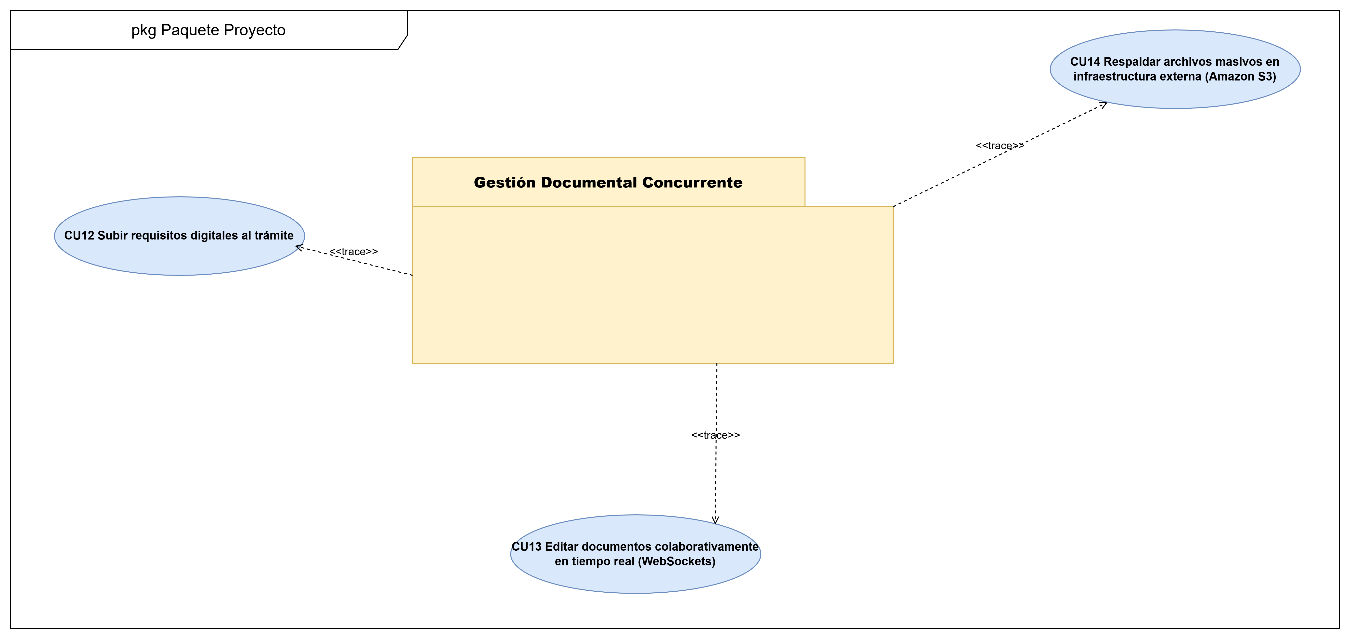 pkg Paquete Proyecto
CU14 Respaldar archivos masivos en
infraestructura externa (Amazon S3)
<<trace>>
Gestión Documental Concurrente
CU12 Subir requisitos digitales al trámite
<<trace>>
<<trace>>
CU13 Editar documentos colaborativamente
en tiempo real (WebSockets)